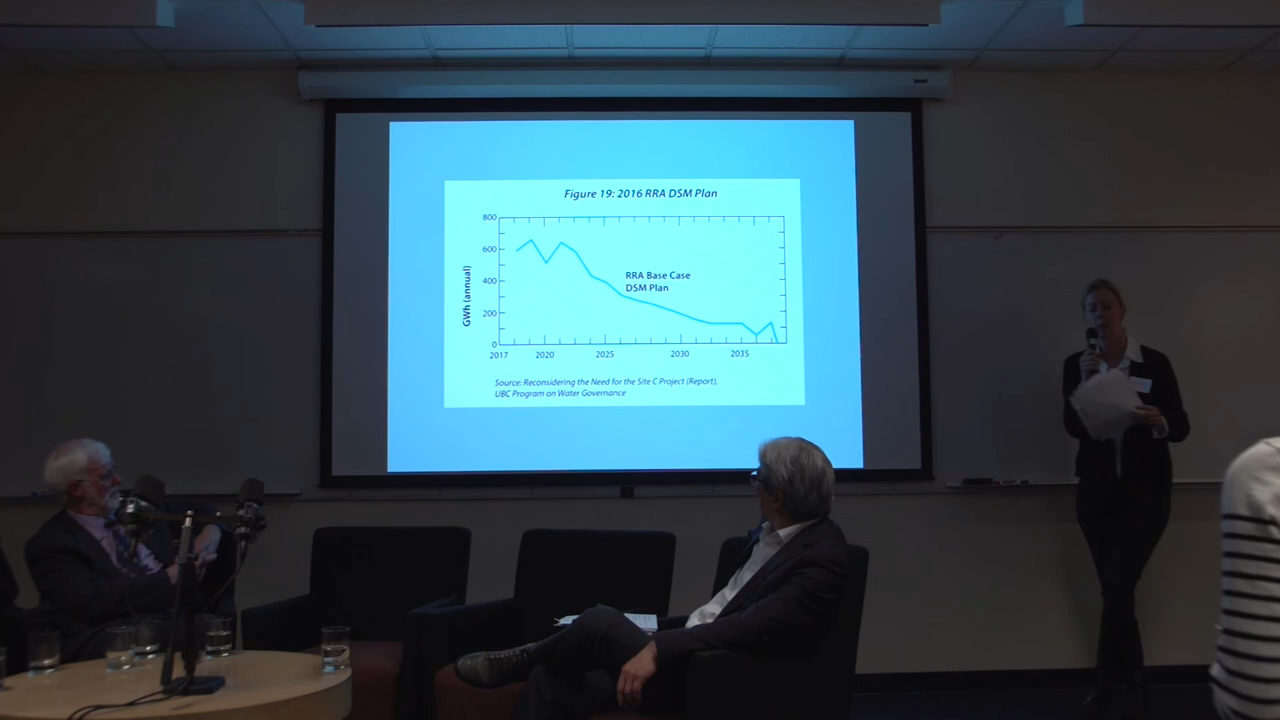 Figure 19: 2016 RRA DSM Plan
800
600
400
200
0
GWh (annual)
RRA Base Case
DSM Plan
2017 2020 2025 2030 2035
Source: Reconsidering the Need for the Site C Project (Report),
UBC Program on Water Governance